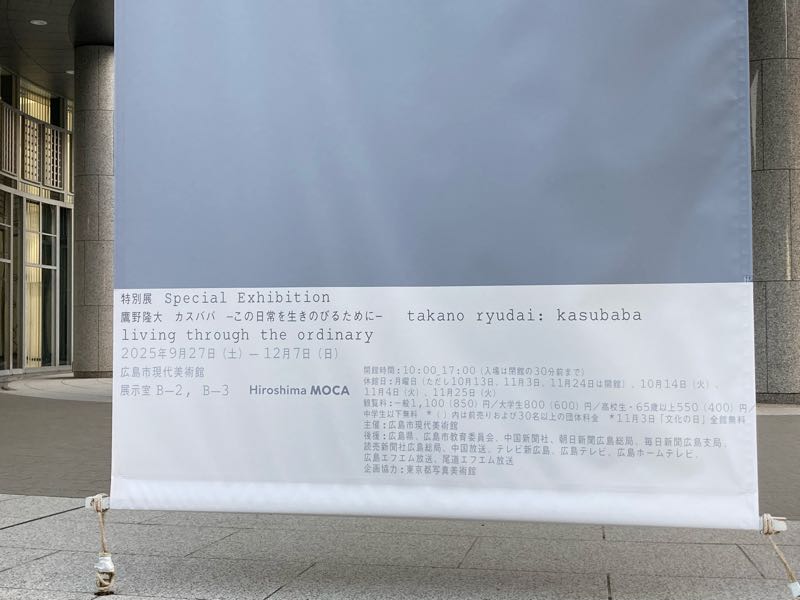 特別展 Special Exhibition
鷹野隆大 カスババ —この日常を生きのびるために— takano ryudai: kasubaba
living through the ordinary
2025年9月27日（土）— 12月7日（日）
広島市現代美術館
展示室 B—2, B—3 Hiroshima MOCA
開館時間：10:00_17:00（入場は閉館の30分前まで）
休館日：月曜日（ただし10月13日、11月3日、11月24日は開館）、10月14日（火）、
11月4日（火）、11月25日（火）
観覧料：一般1,100（850）円／大学生800（600）円／高校生・65歳以上550（400）円／
中学生以下無料 ＊（ ）内は前売りおよび30名以上の団体料金 ＊11月3日「文化の日」全館無料
主催：広島市現代美術館
後援：広島県、広島市教育委員会、中国新聞社、朝日新聞広島総局、毎日新聞広島支局、
読売新聞社広島総局、中国放送、テレビ新広島、広島テレビ、広島ホームテレビ、
広島エフエム放送、尾道エフエム放送
企画協力：東京都写真美術館